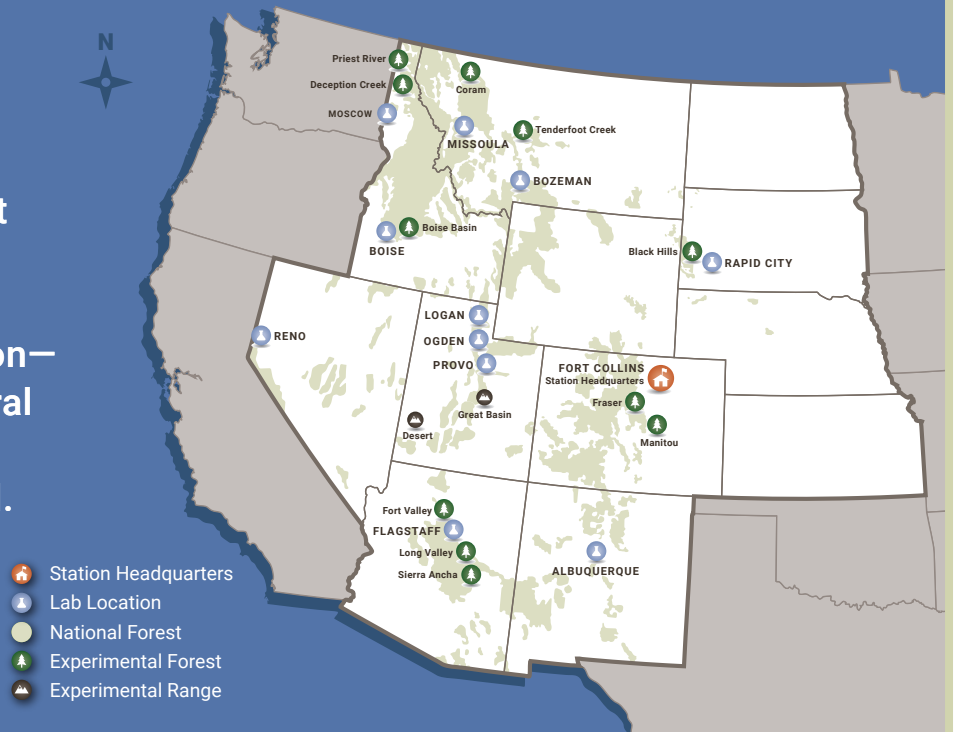 N
t
on—
ral
.
Priest River
Deception Creek
MOSCOW
Coram
MISSOULA
Tenderfoot Creek
BOZEMAN
Boise Basin
BOISE
Black Hills
RAPID CITY
RENO
LOGAN
OGDEN
PROVO
Great Basin
Desert
FORT COLLINS
Station Headquarters
Fraser
Manitou
Fort Valley
FLAGSTAFF
Long Valley
Sierra Ancha
ALBUQUERQUE
Station Headquarters
Lab Location
National Forest
Experimental Forest
Experimental Range